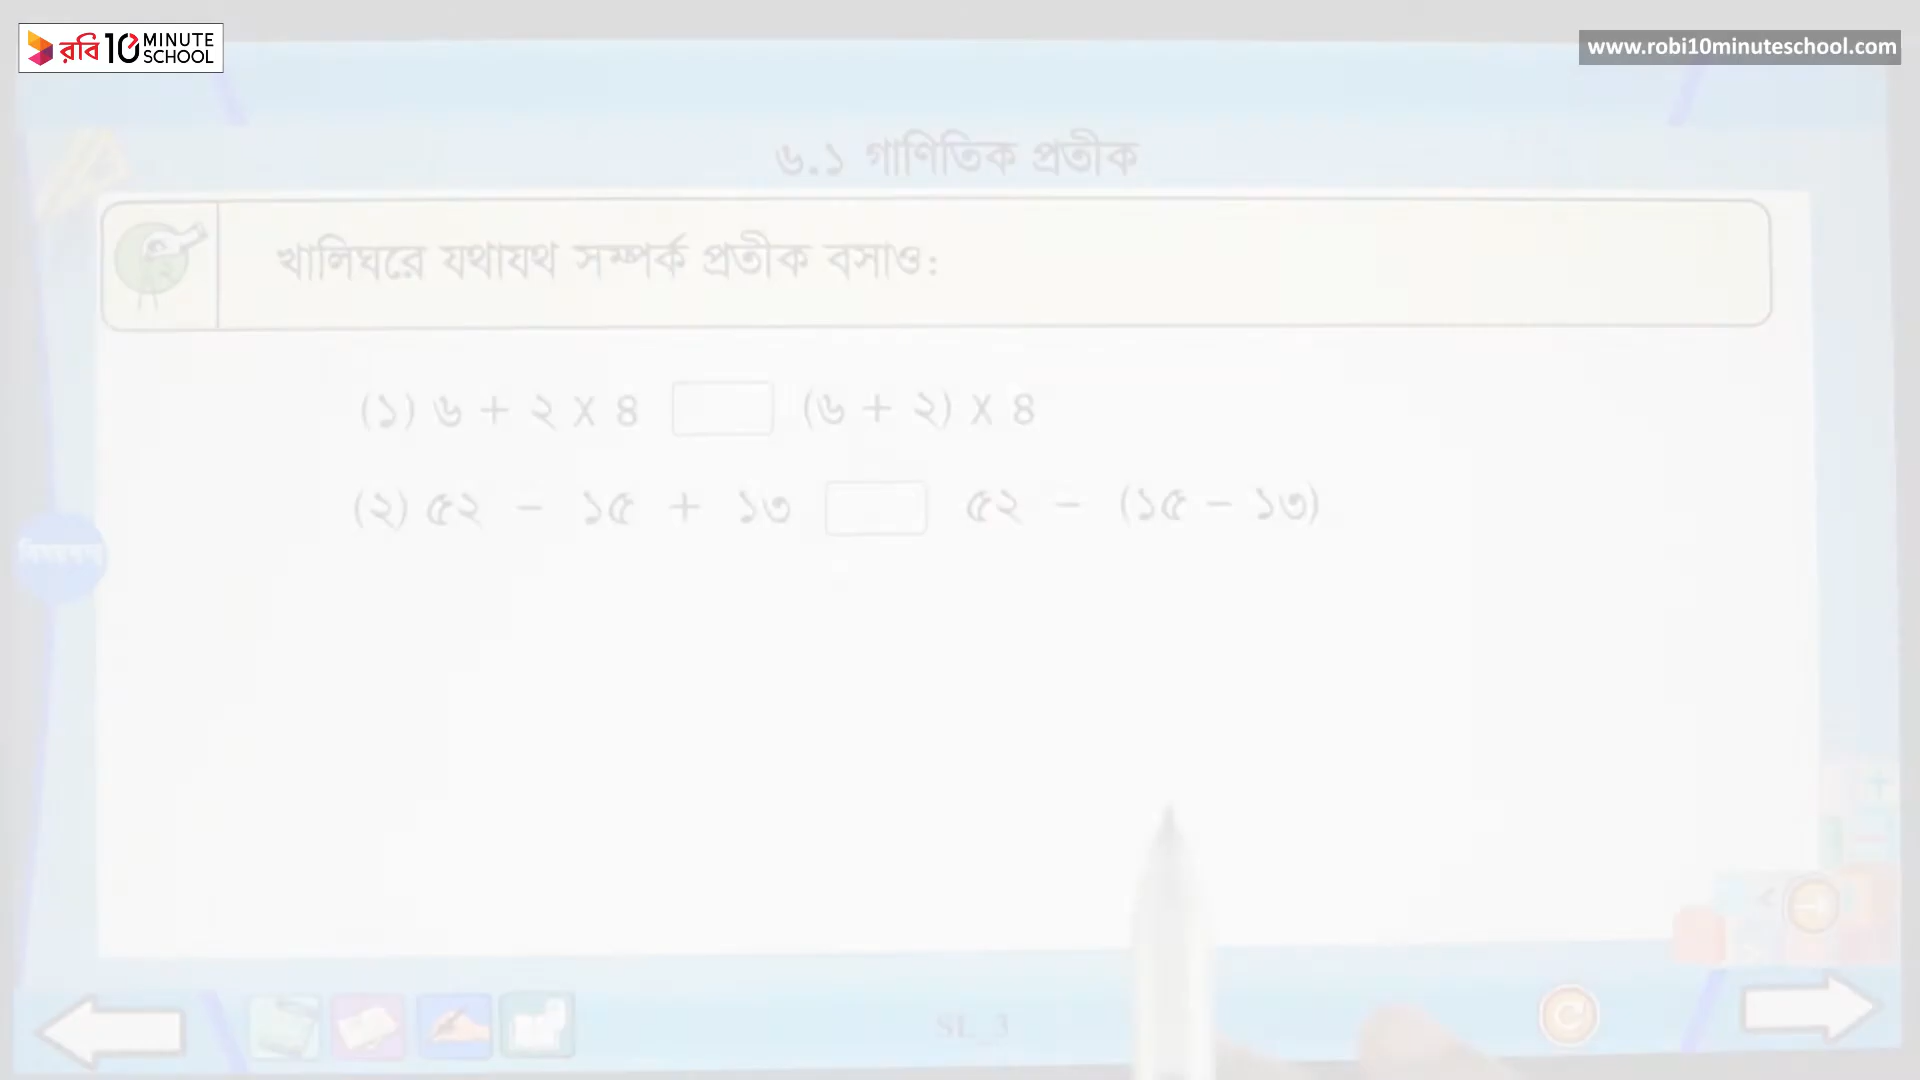 রবি 10 MINUTE SCHOOL
www.robi10minuteschool.com
৬.১ গাণিতিক প্রতীক
খালিঘরে যথাযথ সম্পর্ক প্রতীক বসাও:
(১) ৬ + ২ X ৪ (৬ + ২) X ৪
(২) ৫২ - ১৫ + ১৩ ৫২ - (১৫ - ১৩)
SL_3